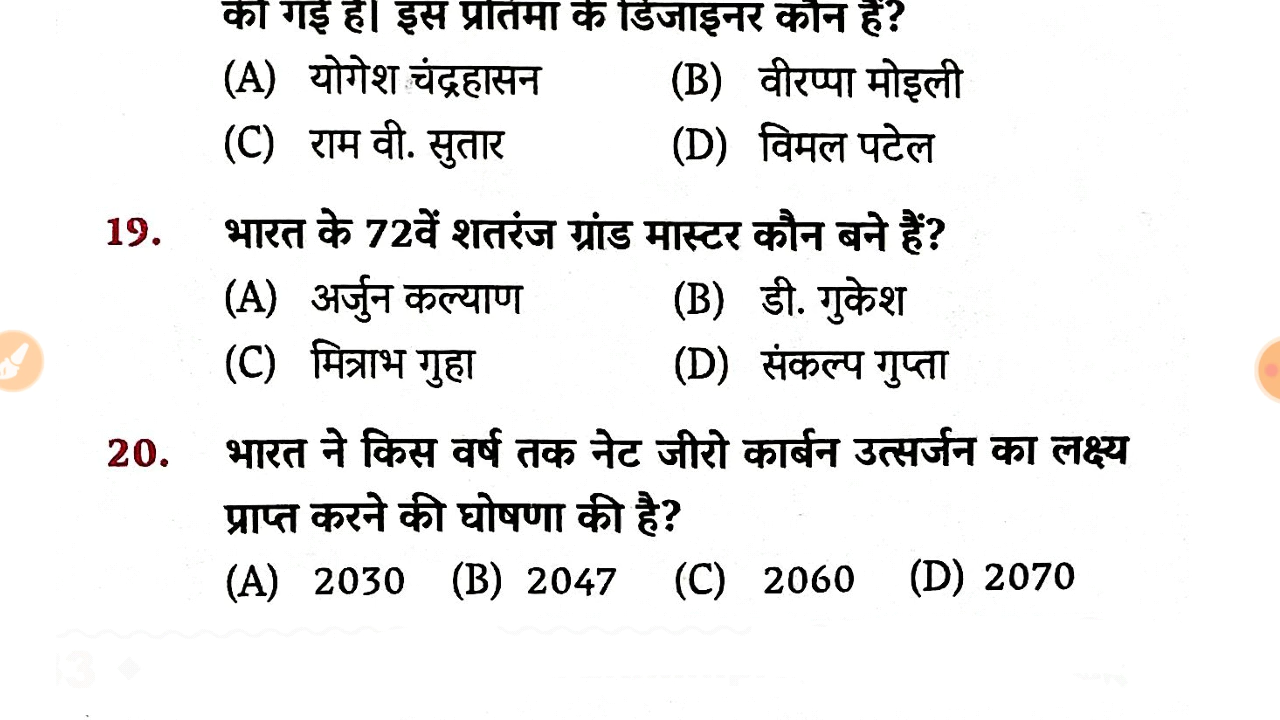 की गई है। इस प्रतिमा के डिजाइनर कौन हैं?
(A) योगेश चंद्रहासन (B) वीरप्पा मोइली
(C) राम वी. सुतार (D) विमल पटेल
19. भारत के 72वें शतरंज ग्रांड मास्टर कौन बने हैं?
(A) अर्जुन कल्याण (B) डी. गुकेश
(C) मित्राभ गुहा (D) संकल्प गुप्ता
20. भारत ने किस वर्ष तक नेट जीरो कार्बन उत्सर्जन का लक्ष्य
प्राप्त करने की घोषणा की है?
(A) 2030 (B) 2047 (C) 2060 (D) 2070